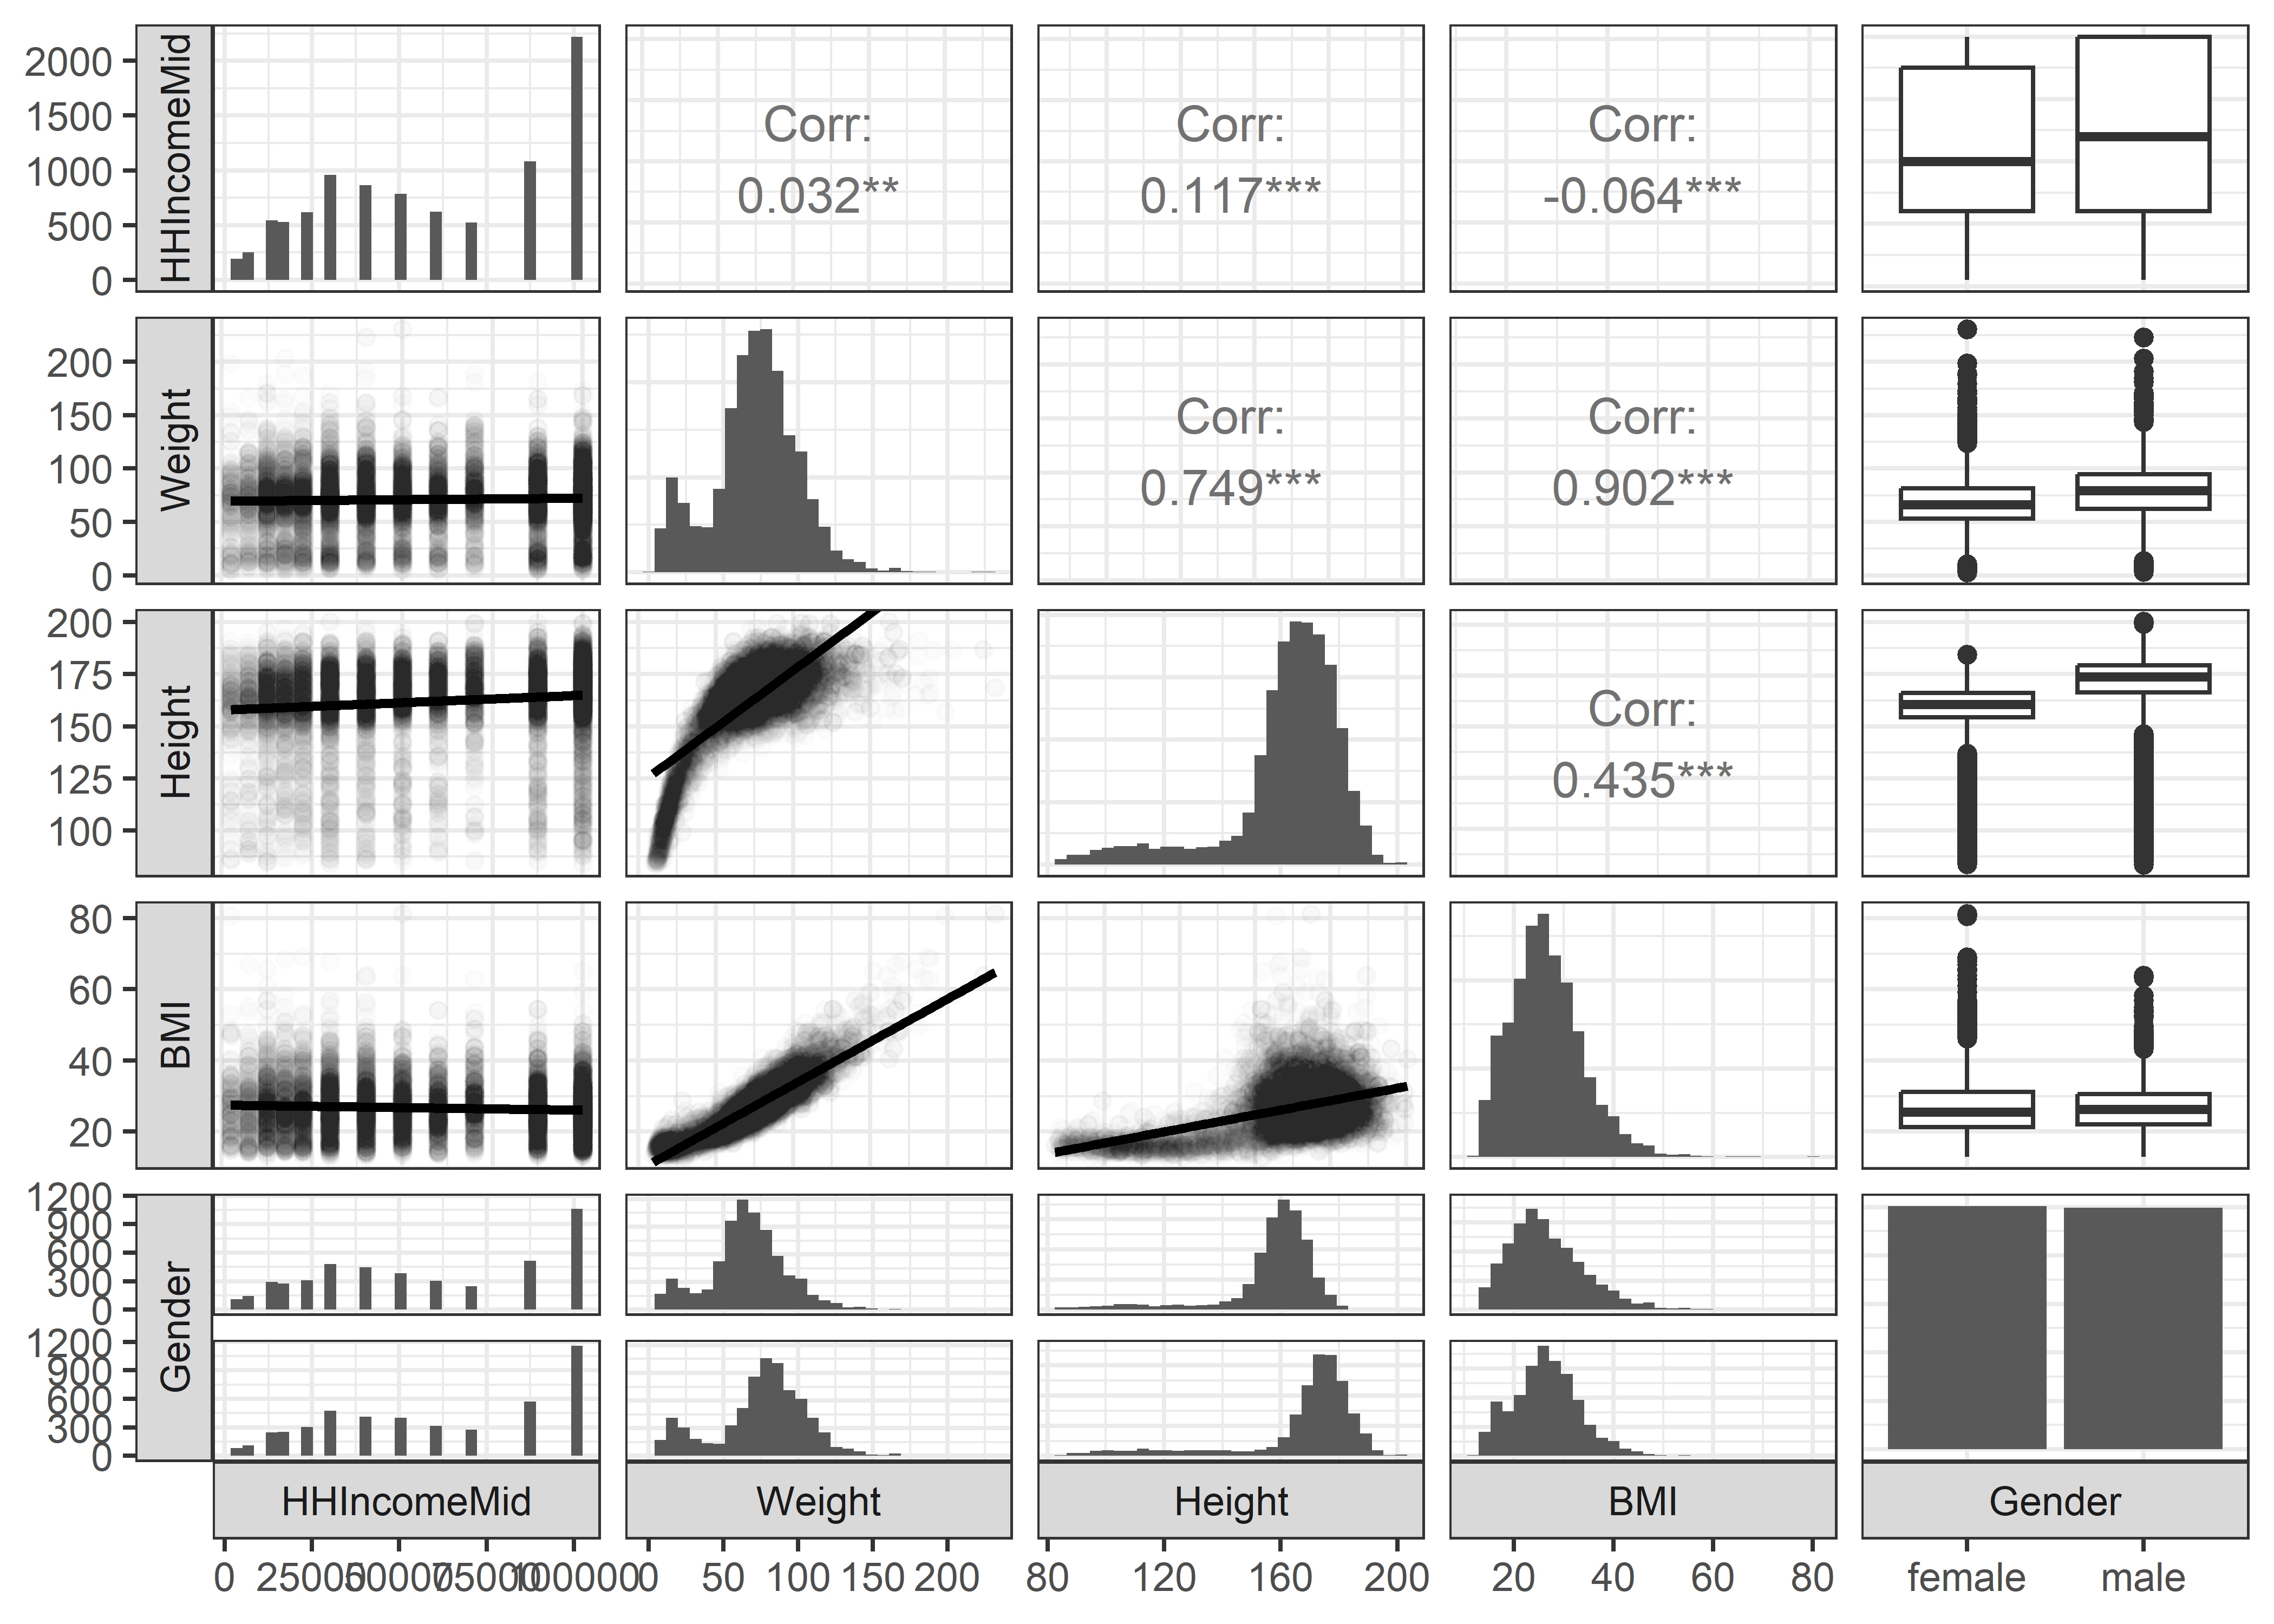 HHIncomeMid
2000
1500
1000
500
0
Corr:
0.032**
Corr:
0.117***
Corr:
-0.064***
Weight
200
150
100
50
0
Corr:
0.749***
Corr:
0.902***
Height
200
175
150
125
100
Corr:
0.435***
BMI
80
60
40
20
Gender
1200
900
600
300
0
1200
900
600
300
0
HHIncomeMid Weight Height BMI Gender
0 25000 50000 75000 100000 0 50 100 150 200 80 120 160 200 20 40 60 80 female male